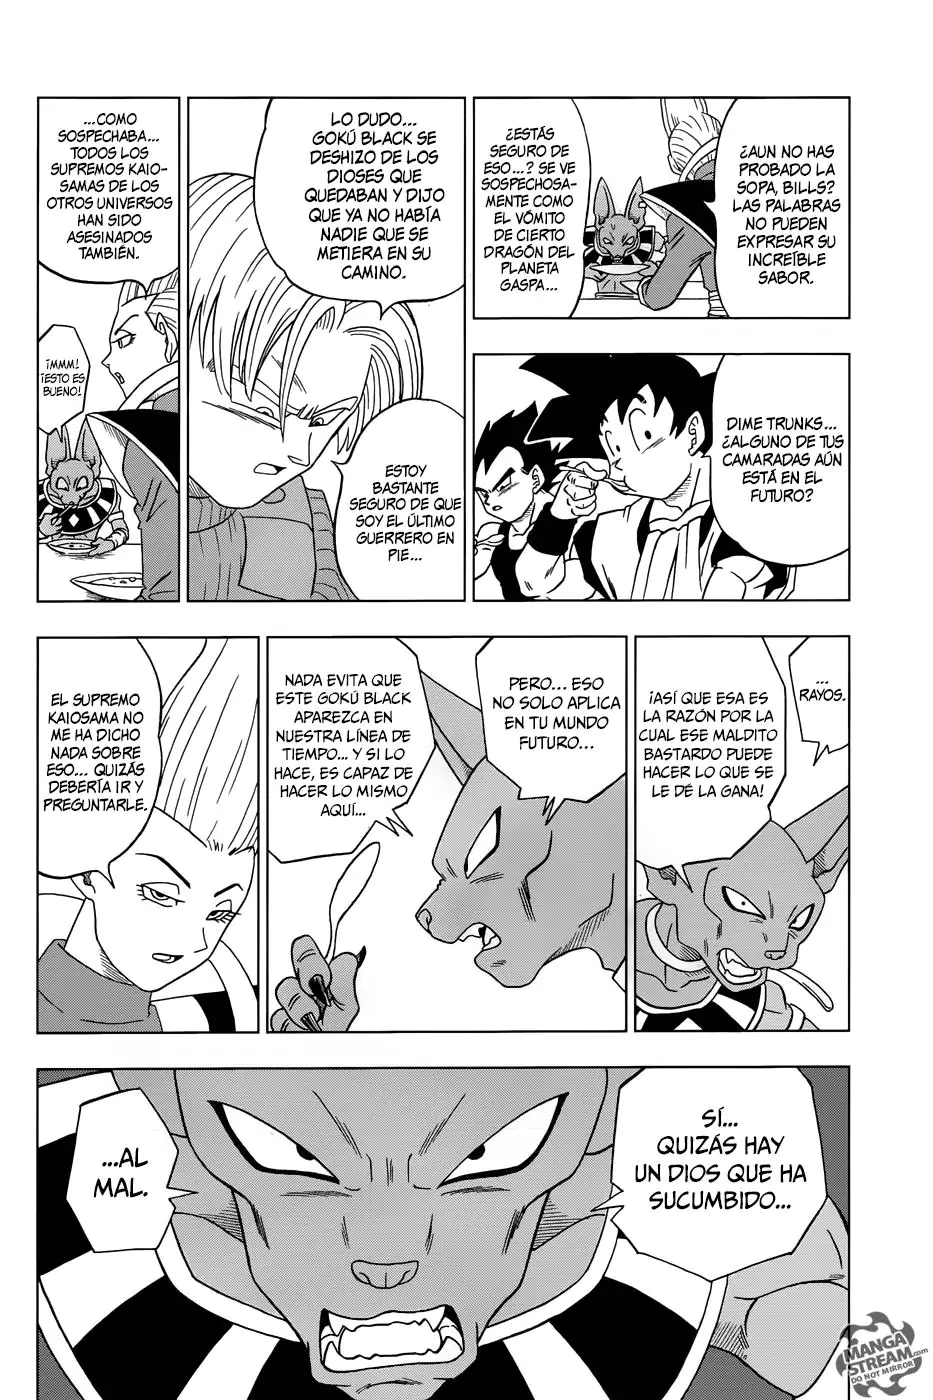 ¿AUN NO HAS
PROBADO LA
SOPA, BILLS?
LAS PALABRAS
NO PUEDEN
EXPRESAR SU
INCREÍBLE
SABOR.
¿ESTÁS
SEGURO DE
ESO...? SE VE
SOSPECHOSA-
MENTE COMO
EL VÓMITO
DE CIERTO
DRAGÓN DEL
PLANETA
GASPA...
DIME TRUNKS...
¿ALGUNO DE TUS
CAMARADAS AÚN
ESTÁ EN EL
FUTURO?
LO DUDO...
GOKÚ BLACK SE
DESHIZO DE LOS
DIOSES QUE
QUEDABAN Y DIJO
QUE YA NO HABÍA
NADIE QUE SE
METIERA EN SU
CAMINO.
ESTOY
BASTANTE
SEGURO DE QUE
SOY EL ÚLTIMO
GUERRERO EN
PIE...
...COMO
SOSPECHABA...
TODOS LOS
SUPREMOS KAIO-
SAMAS DE LOS
OTROS UNIVERSOS
HAN SIDO
ASESINADOS
TAMBIÉN.
¡MMM!
¡ESTO ES
BUENO!
...
RAYOS.
¡ASÍ QUE ESA ES
LA RAZÓN POR LA
CUAL ESE MALDITO
BASTARDO PUEDE
HACER LO QUE SE
LE DÉ LA GANA!
PERO... ESO
NO SOLO APLICA
EN TU MUNDO
FUTURO...
NADA EVITA QUE
ESTE GOKÚ BLACK
APAREZCA EN
NUESTRA LÍNEA DE
TIEMPO... Y SI LO
HACE, ES CAPAZ DE
HACER LO MISMO
AQUÍ...
EL SUPREMO
KAIOSAMA NO
ME HA DICHO
NADA SOBRE
ESO... QUIZÁS
DEBERÍA IR Y
PREGUNTARLE.
SÍ...
QUIZÁS HAY
UN DIOS QUE HA
SUCUMBIDO...
...AL
MAL.
MANGA
STREAM.COM
DO NOT MIRROR